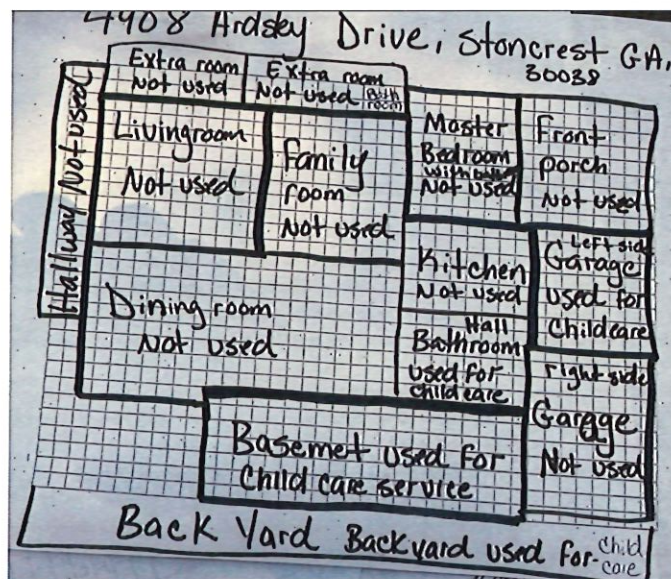 4908 Ardsley Drive, Stoncrest GA,
30038
Extra room
Not used
Extra room
Not used
Bath
room
Hallway Not used
Livingroom
Not used
Family
room
Not used
Master
Bedroom
Not used
Front
porch
Not used
Dining room
Not used
Kitchen
Not used
Hall
Bathroom
used for
child care
Left side
Garage
used for
Childcare
right side
Garage
Not used
Basemet used for
Child care service
Back Yard Backyard used for child
care